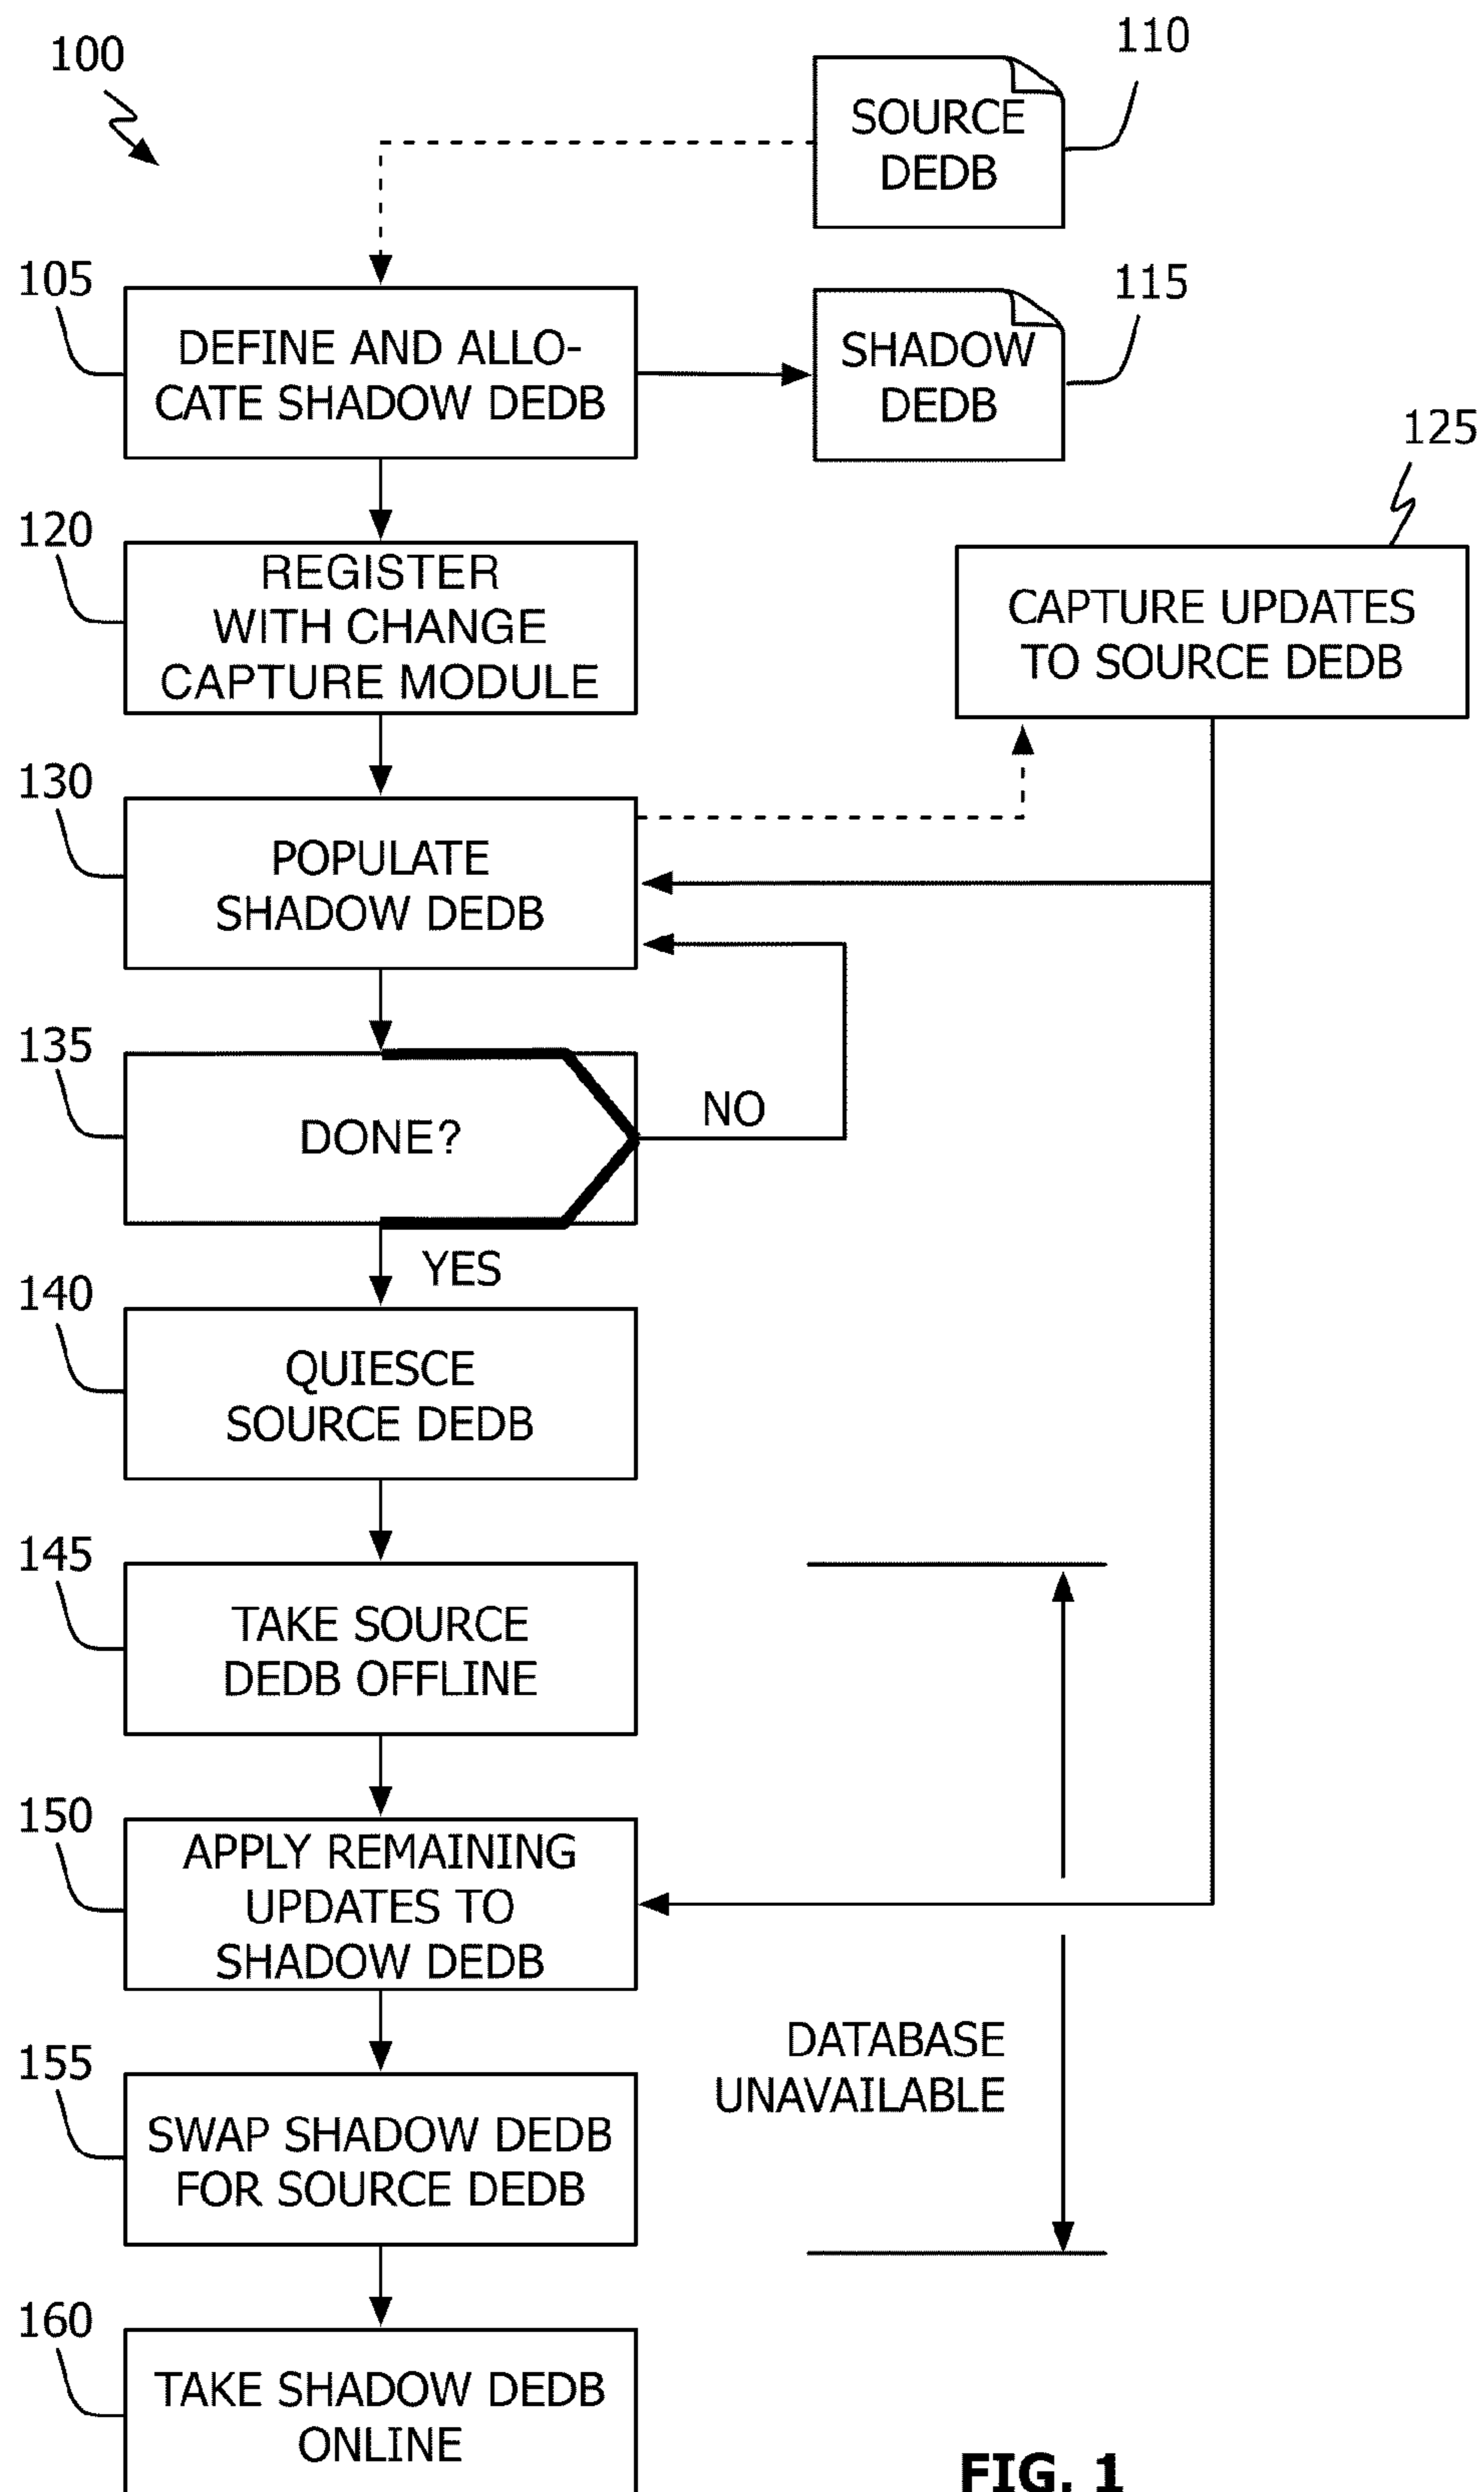 100
110
SOURCE
DEDB
105
DEFINE AND ALLO-
CATE SHADOW DEDB
115
SHADOW
DEDB
125
120
REGISTER
WITH CHANGE
CAPTURE MODULE
CAPTURE UPDATES
TO SOURCE DEDB
130
POPULATE
SHADOW DEDB
135
DONE?
NO
YES
140
QUIESCE
SOURCE DEDB
145
TAKE SOURCE
DEDB OFFLINE
150
APPLY REMAINING
UPDATES TO
SHADOW DEDB
DATABASE
UNAVAILABLE
155
SWAP SHADOW DEDB
FOR SOURCE DEDB
160
TAKE SHADOW DEDB
ONLINE
FIG. 1